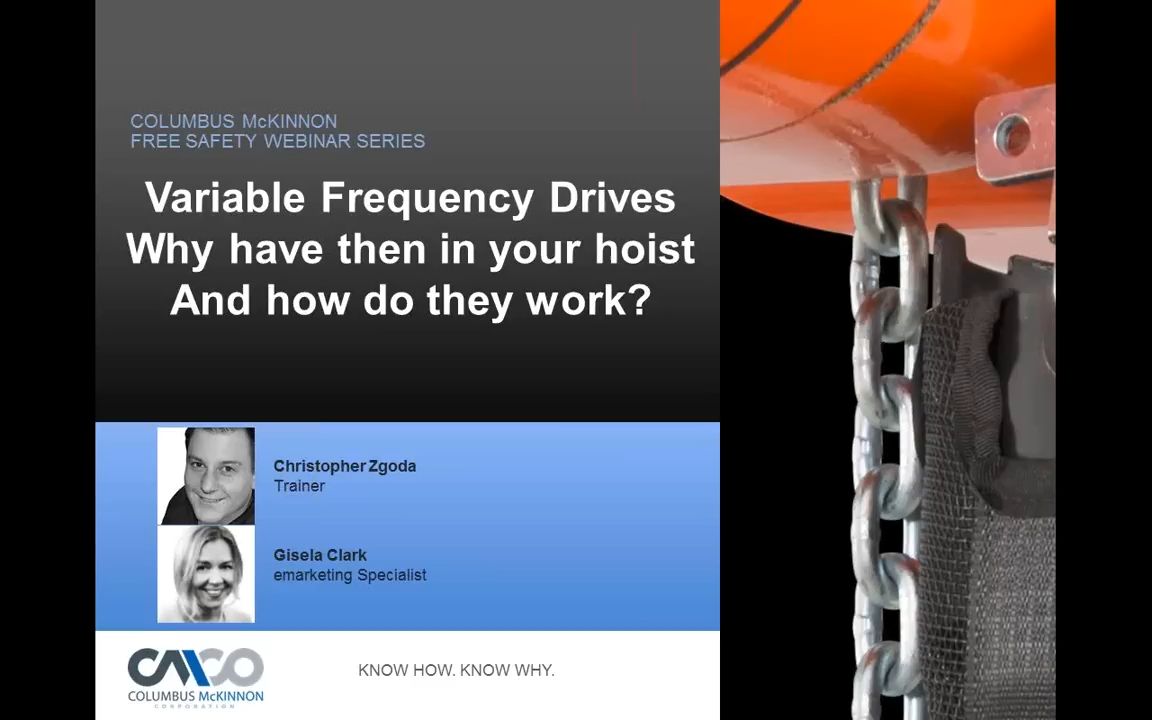 COLUMBUS McKINNON
FREE SAFETY WEBINAR SERIES
Variable Frequency Drives
Why have then in your hoist
And how do they work?
Christopher Zgoda
Trainer
Gisela Clark
emarketing Specialist
CMCO
COLUMBUS McKINNON
CORPORATION
KNOW HOW. KNOW WHY.